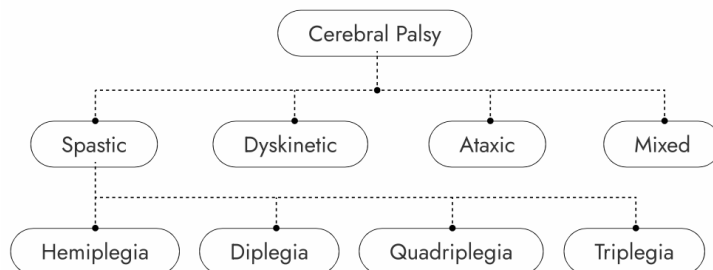 Cerebral Palsy
Spastic Dyskinetic Ataxic Mixed
Hemiplegia Diplegia Quadriplegia Triplegia